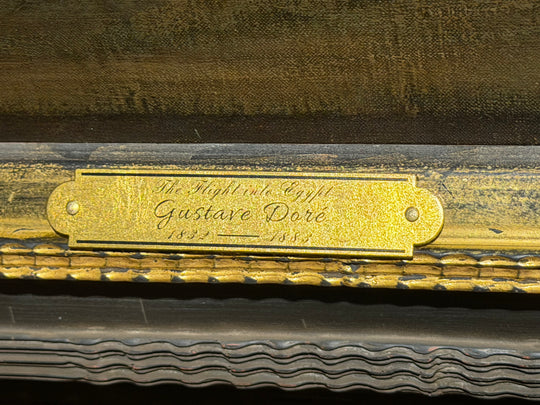 The Flight into Egypt
Gustave Doré
1832 — 1883